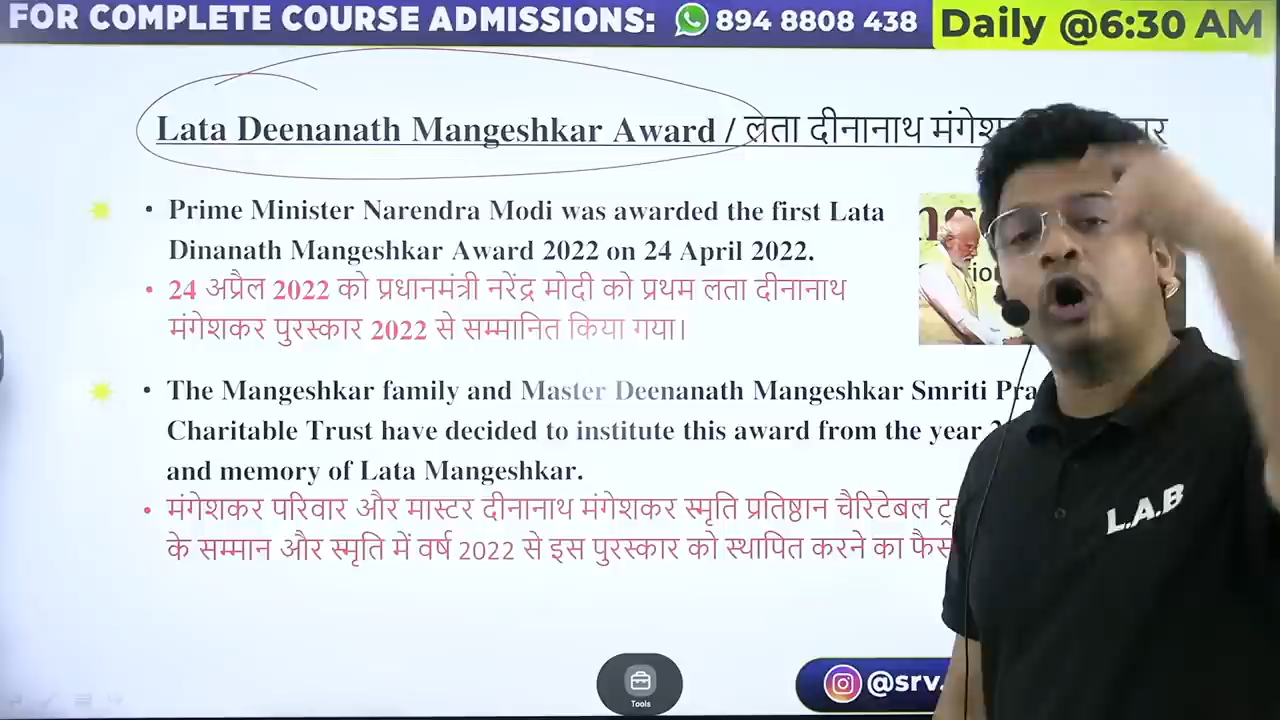 FOR COMPLETE COURSE ADMISSIONS: 894 8808 438 Daily @6:30 AM
Lata Deenanath Mangeshkar Award / लता दीनानाथ
• Prime Minister Narendra Modi was awarded the first Lata
Dinanath Mangeshkar Award 2022 on 24 April 2022.
• 24 अप्रैल 2022 को प्रधानमंत्री नरेंद्र मोदी को प्रथम लता दीनानाथ
मंगेशकर पुरस्कार 2022 से सम्मानित किया गया।
• The Mangeshkar family and Master Deenanath Mangeshkar Smriti
Charitable Trust have decided to institute this award from the year
and memory of Lata Mangeshkar.
• मंगेशकर परिवार और मास्टर दीनानाथ मंगेशकर स्मृति प्रतिष्ठान चैरिटेबल
के सम्मान और स्मृति में वर्ष 2022 से इस पुरस्कार को स्थापित करने का
L.A.B
Tools
@srv.